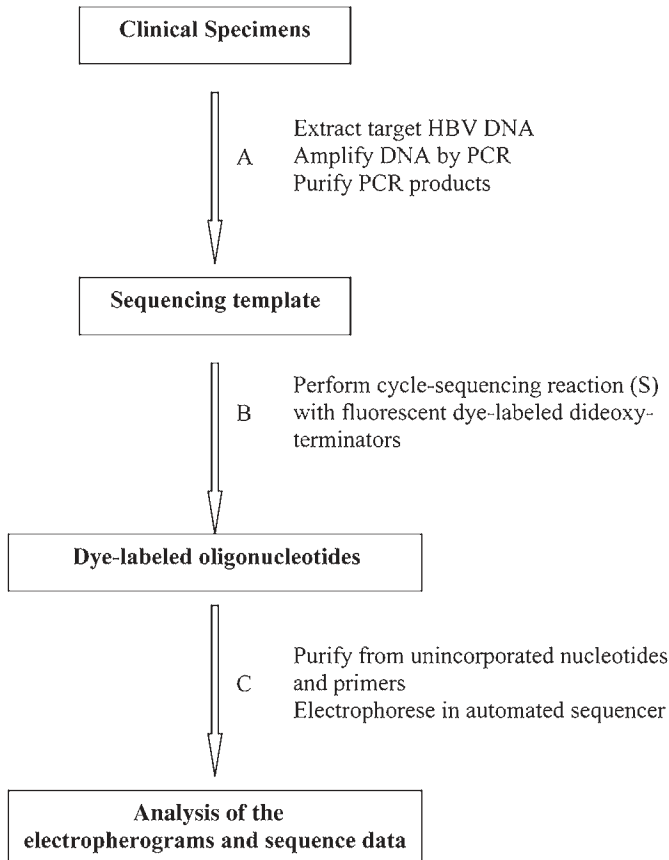 Clinical Specimens
A
Extract target HBV DNA
Amplify DNA by PCR
Purify PCR products
Sequencing template
B
Perform cycle-sequencing reaction (S)
with fluorescent dye-labeled dideoxy-
terminators
Dye-labeled oligonucleotides
C
Purify from unincorporated nucleotides
and primers
Electrophorese in automated sequencer
Analysis of the
electropherograms and sequence data